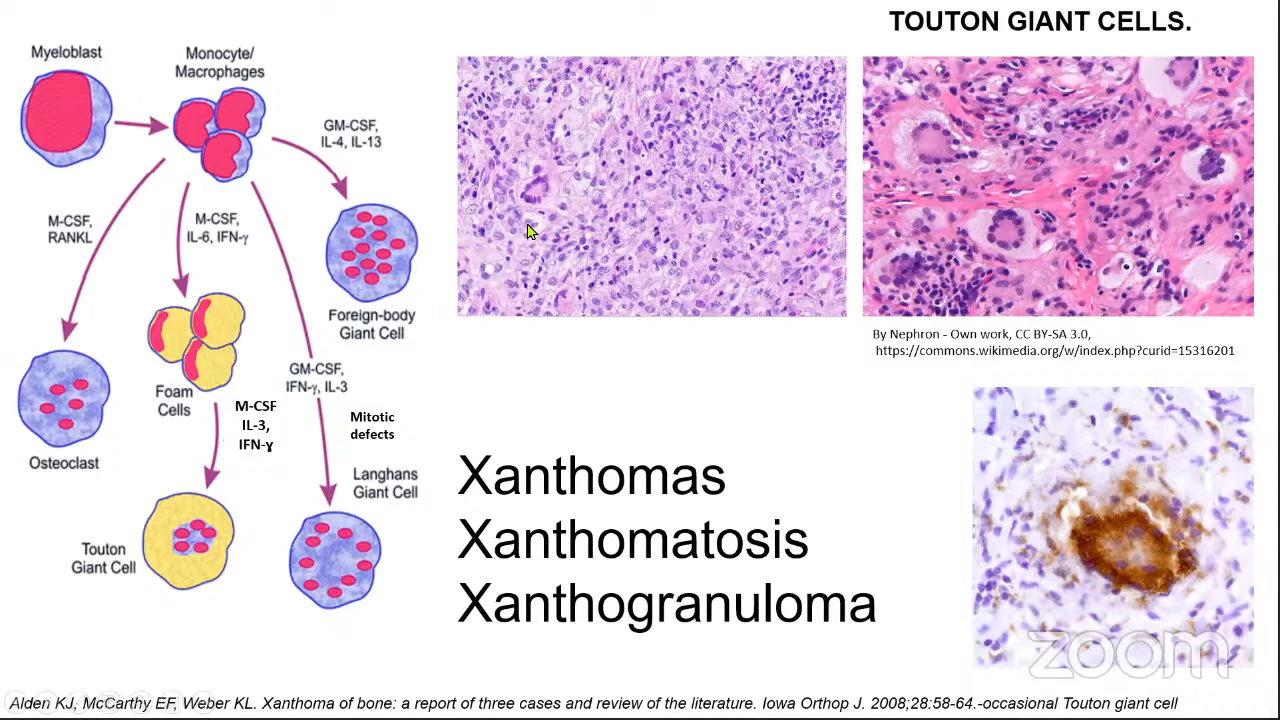 TOUTON GIANT CELLS.
Myeloblast
Monocyte/
Macrophages
GM-CSF,
IL-4, IL-13
M-CSF,
RANKL
M-CSF,
IL-6, IFN-γ
Foreign-body
Giant Cell
By Nephron - Own work, CC BY-SA 3.0,
https://commons.wikimedia.org/w/index.php?curid=15316201
GM-CSF,
IFN-γ, IL-3
Foam
Cells
M-CSF
IL-3,
IFN-ɣ
Mitotic
defects
Osteoclast
Langhans
Giant Cell
Touton
Giant Cell
Xanthomas
Xanthomatosis
Xanthogranuloma
zoom
Alden KJ, McCarthy EF, Weber KL. Xanthoma of bone: a report of three cases and review of the literature. Iowa Orthop J. 2008;28:58-64.-occasional Touton giant cell